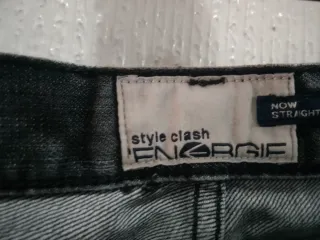 style clash
ENERGIE
NOW
STRAIGHT